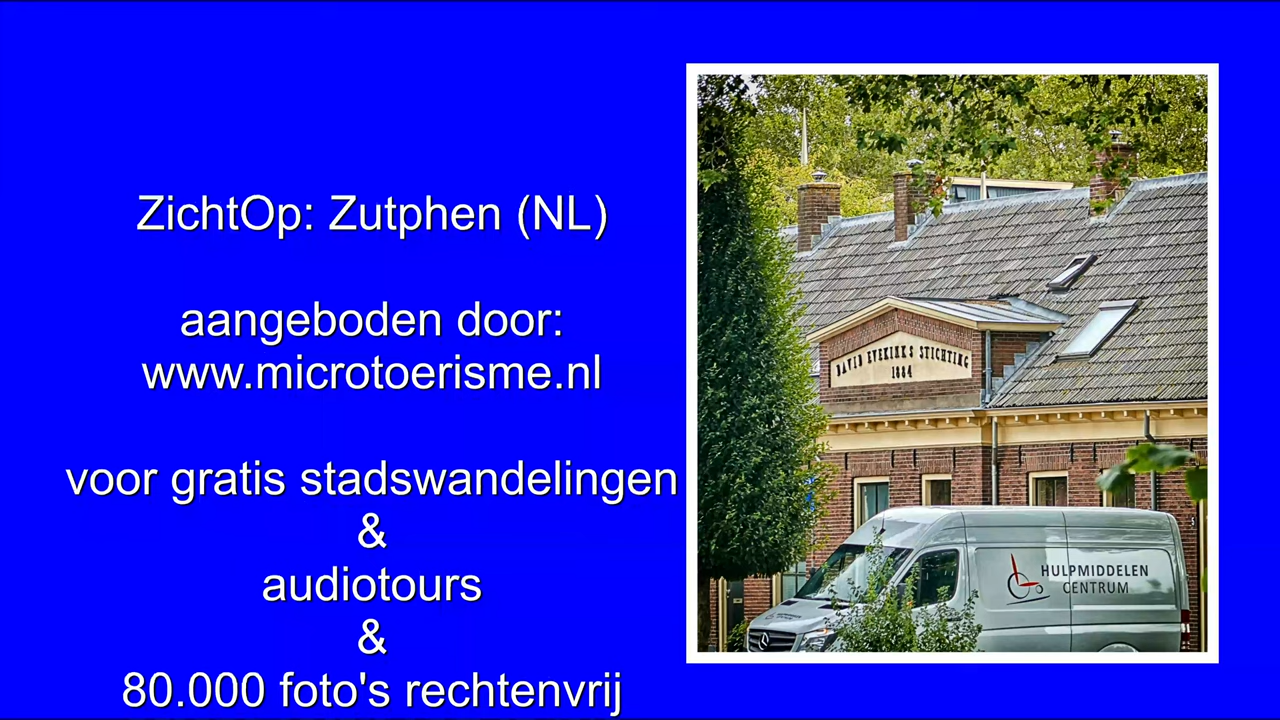 ZichtOp: Zutphen (NL)
aangeboden door:
www.microtoerisme.nl
voor gratis stadswandelingen
&
audiotours
&
80.000 foto's rechtenvrij
DAVID EVEKINKS STICHTING
1884
HULPMIDDELEN
CENTRUM